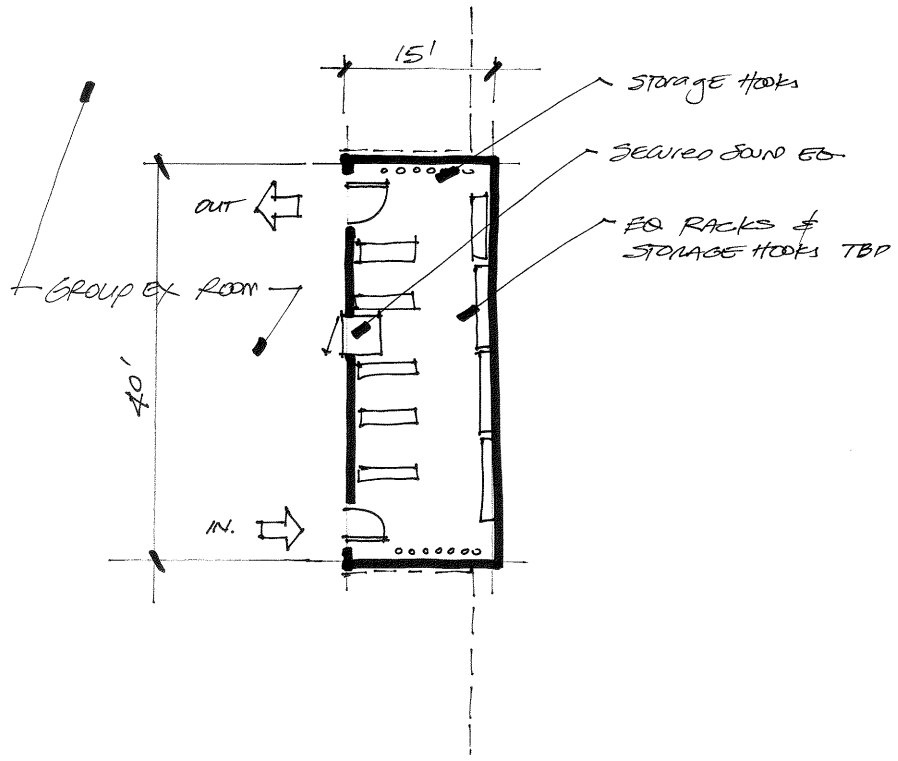 15'
STORAGE HOOKS
SECURED SOUND EQ
OUT
EQ RACKS &
STORAGE HOOKS TBD
GROUP EX ROOM
40'
IN.